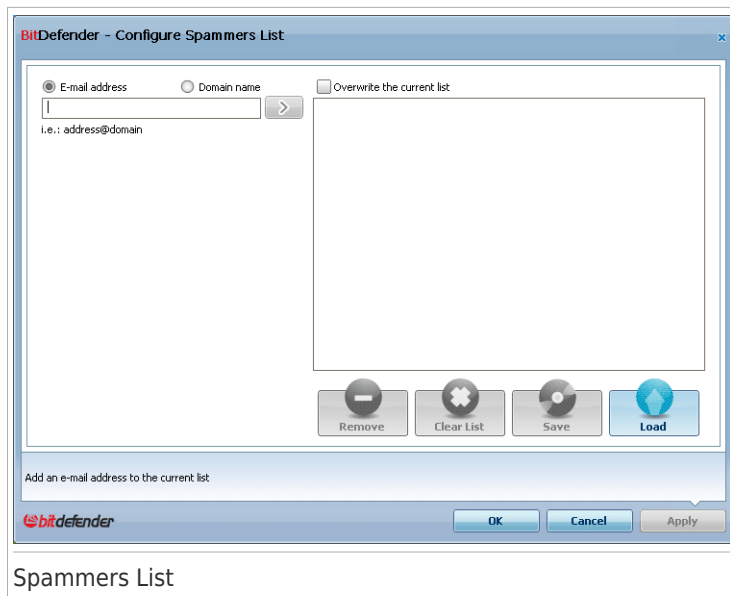 BitDefender - Configure Spammers List
x
E-mail address
Domain name
Overwrite the current list
i.e.: address@domain
Remove
Clear List
Save
Load
Add an e-mail address to the current list
bitdefender
OK
Cancel
Apply
Spammers List